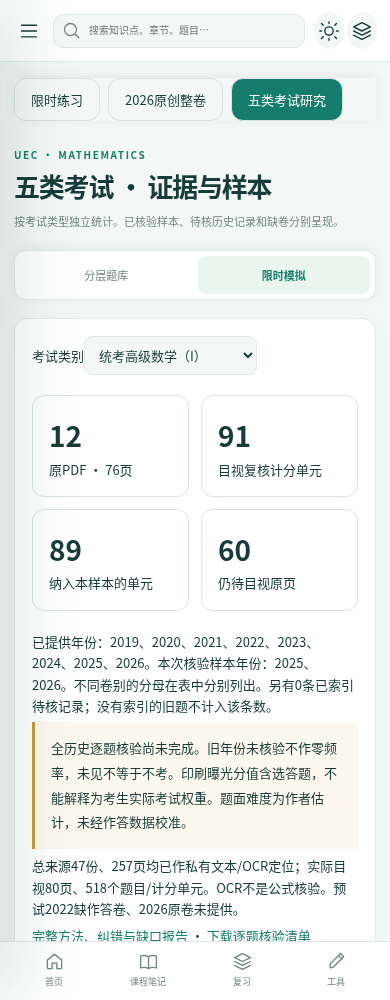 搜索知识点、章节、题目…
限时练习
2026原创整卷
五类考试研究
UEC · MATHEMATICS
五类考试 · 证据与样本
按考试类型独立统计。已核验样本、待核历史记录和缺卷分别呈现。
分层题库
限时模拟
考试类别
统考高级数学（I）
12
原PDF · 76页
91
目视复核计分单元
89
纳入本样本的单元
60
仍待目视原页
已提供年份：2019、2020、2021、2022、2023、
2024、2025、2026。本次核验样本年份：2025、
2026。不同卷别的分母在表中分别列出。另有0条已索引
待核记录；没有索引的旧题不计入该条数。
全历史逐题核验尚未完成。旧年份未核验不作零频
率，未见不等于不考。印刷曝光分值含选答题，不
能解释为考生实际考试权重。题面难度为作者估
计，未经作答数据校准。
总来源47份、257页均已作私有文本/OCR定位；实际目
视80页、518个题目/计分单元。OCR不是公式核验。预
试2022缺作答卷、2026原卷未提供。
完整方法、纠错与缺口报告 · 下载逐题核验清单
首页
课程笔记
复习
工具